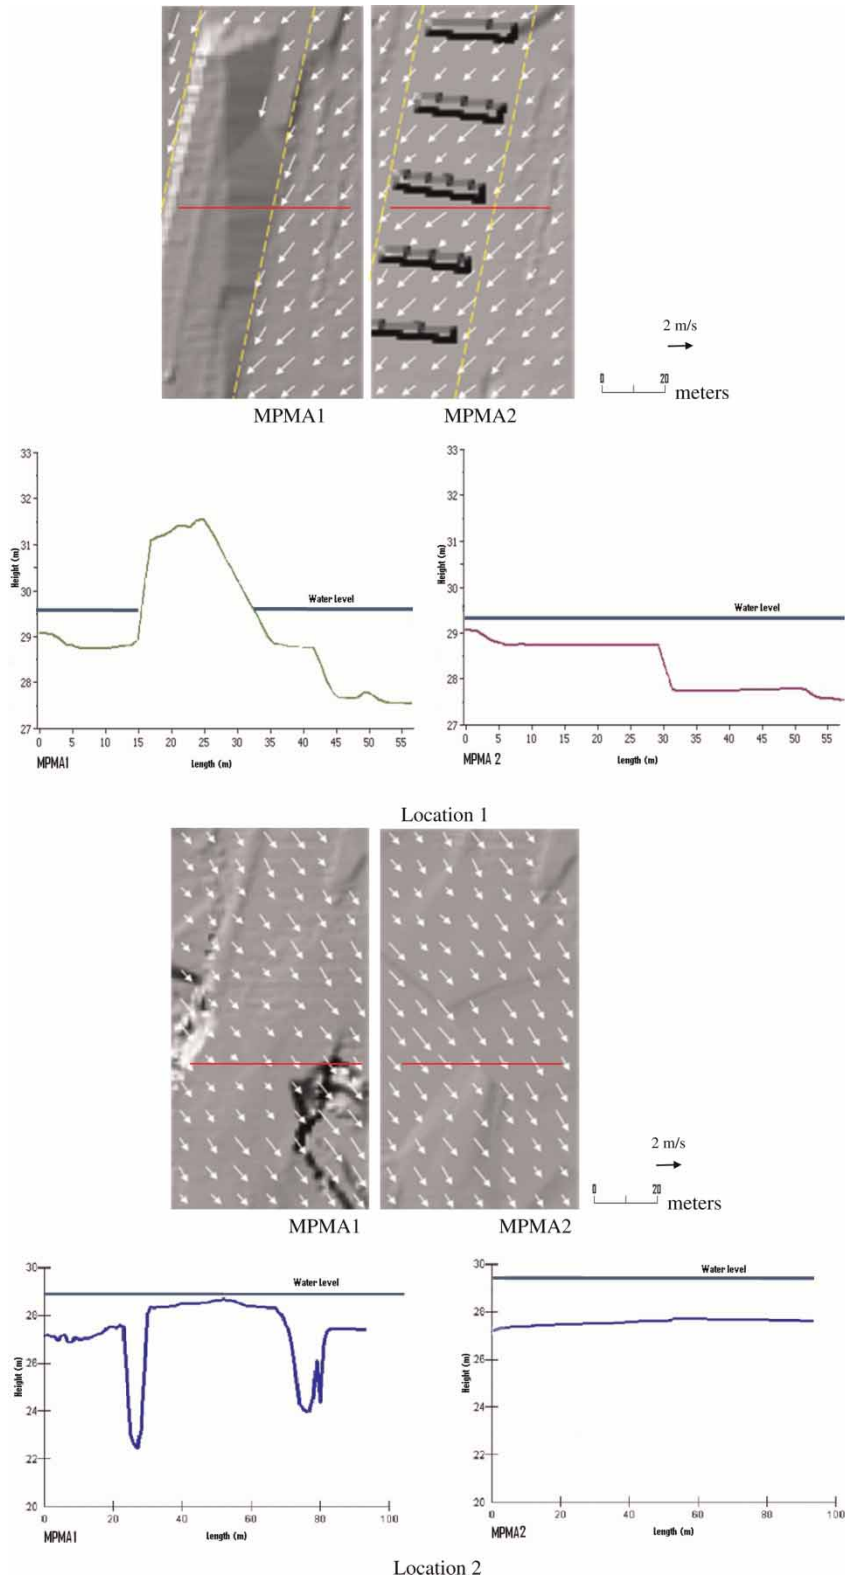 2 m/s
0 20
meters
MPMA1 MPMA2
33
32
31
30
29
28
27
Height (m)
Water level
0 5 10 15 20 25 30 35 40 45 50 55
MPMA1 length (m)
33
32
31
30
29
28
27
Height (m)
Water level
0 5 10 15 20 25 30 35 40 45 50 55
MPMA 2 length (m)
Location 1
2 m/s
0 20
meters
MPMA1 MPMA2
30
28
26
24
22
20
Height (m)
Water level
0 20 40 60 80 100
MPMA1 length (m)
30
28
26
24
22
20
Height (m)
Water level
0 20 40 60 80 100
MPMA2 length (m)
Location 2